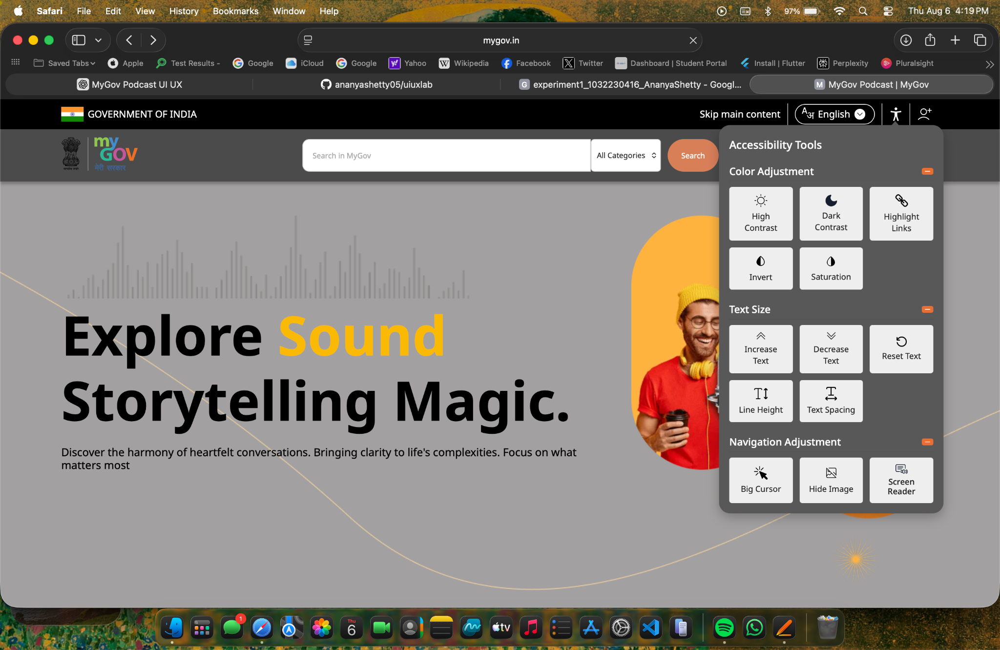 Safari File Edit View History Bookmarks Window Help 97% Thu Aug 6 4:19 PM
mygov.in
Saved Tabs Apple Test Results - Google iCloud Google Yahoo Wikipedia Facebook Twitter Dashboard | Student Portal Install | Flutter Perplexity Pluralsight
MyGov Podcast UI UX ananyashetty05/uiuxlab G experiment1_1032230416_AnanyaShetty - Googl... M MyGov Podcast | MyGov
GOVERNMENT OF INDIA Skip main content Aअ English
my
GOV
मेरी सरकार
सत्यमेव जयते
Search in MyGov All Categories Search
Accessibility Tools
Color Adjustment
High Contrast
Dark Contrast
Highlight Links
Invert
Saturation
Text Size
Increase Text
Decrease Text
Reset Text
Line Height
Text Spacing
Navigation Adjustment
Big Cursor
Hide Image
Screen Reader
Explore Sound
Storytelling Magic.
Discover the harmony of heartfelt conversations. Bringing clarity to life's complexities. Focus on what
matters most
1
Thu
6
tv